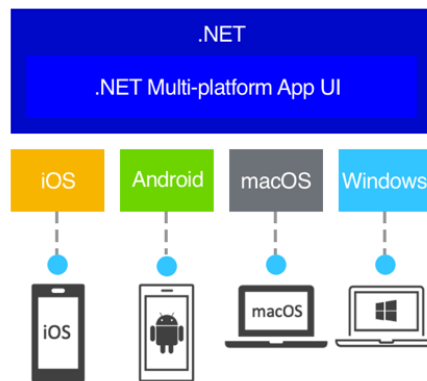 .NET
.NET Multi-platform App UI
iOS
Android
macOS
Windows
iOS
macOS